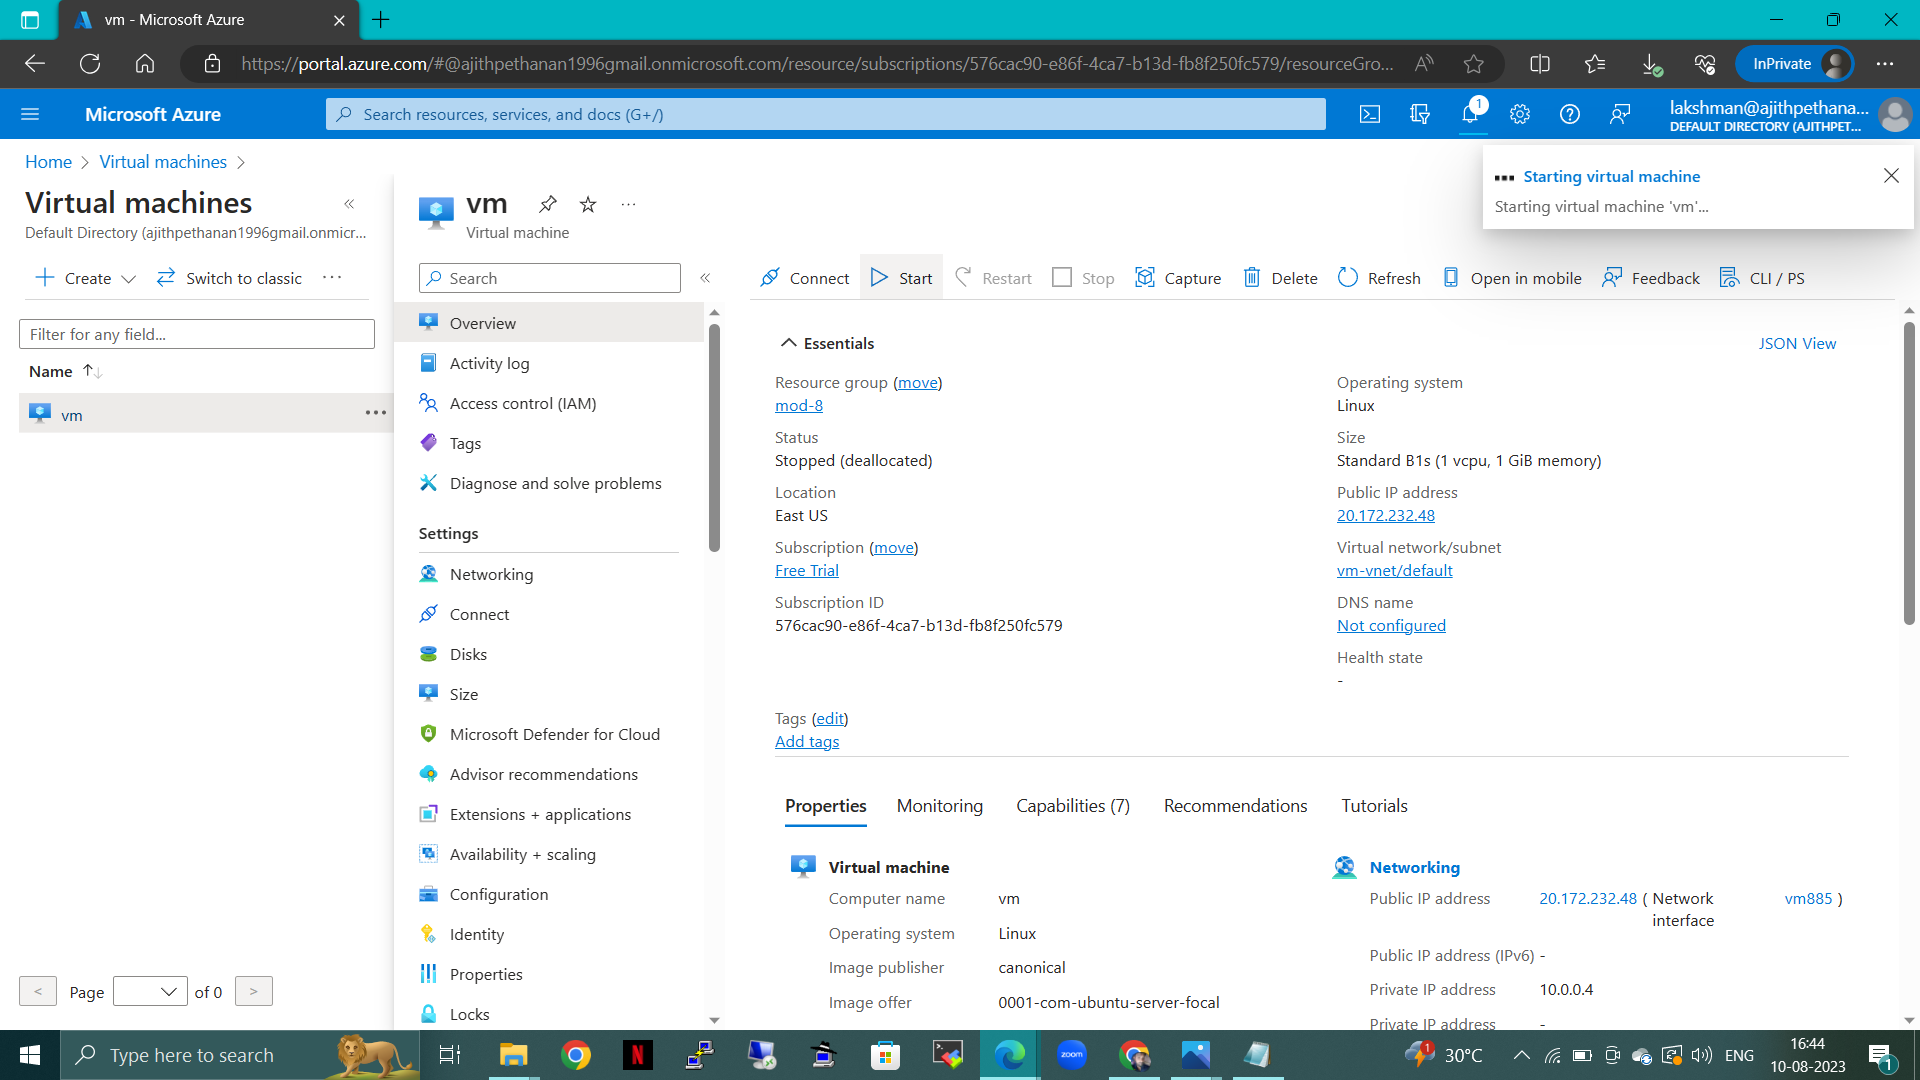 vm - Microsoft Azure
https://portal.azure.com/#@ajithpethanan1996gmail.onmicrosoft.com/resource/subscriptions/576cac90-e86f-4ca7-b13d-fb8f250fc579/resourceGro...
InPrivate
Microsoft Azure
Search resources, services, and docs (G+/)
1
lakshman@ajithpethana...
DEFAULT DIRECTORY (AJITHPET...
Home > Virtual machines >
Virtual machines
Default Directory (ajithpethanan1996gmail.onmicr...
Create
Switch to classic
Filter for any field...
Name
vm
Page
of 0
vm
Virtual machine
Search
Overview
Activity log
Access control (IAM)
Tags
Diagnose and solve problems
Settings
Networking
Connect
Disks
Size
Microsoft Defender for Cloud
Advisor recommendations
Extensions + applications
Availability + scaling
Configuration
Identity
Properties
Locks
Starting virtual machine
Starting virtual machine 'vm'...
Connect
Start
Restart
Stop
Capture
Delete
Refresh
Open in mobile
Feedback
CLI / PS
Essentials
JSON View
Resource group (move)
mod-8
Status
Stopped (deallocated)
Location
East US
Subscription (move)
Free Trial
Subscription ID
576cac90-e86f-4ca7-b13d-fb8f250fc579
Operating system
Linux
Size
Standard B1s (1 vcpu, 1 GiB memory)
Public IP address
20.172.232.48
Virtual network/subnet
vm-vnet/default
DNS name
Not configured
Health state
-
Tags (edit)
Add tags
Properties
Monitoring
Capabilities (7)
Recommendations
Tutorials
Virtual machine
Computer name vm
Operating system Linux
Image publisher canonical
Image offer 0001-com-ubuntu-server-focal
Networking
Public IP address 20.172.232.48 ( Network interface vm885 )
Public IP address (IPv6) -
Private IP address 10.0.0.4
Private IP address -
Type here to search
N
zoom
1
30°C
ENG
16:44
10-08-2023
1